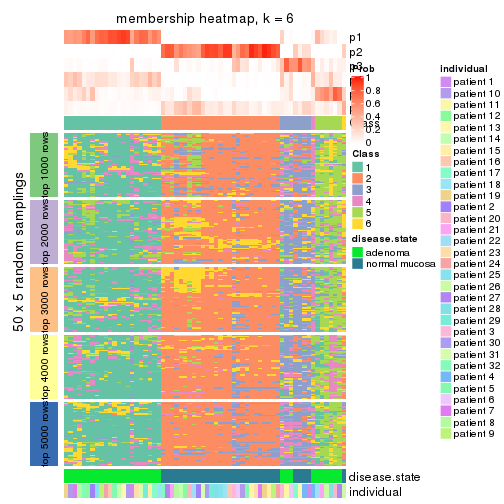 membership heatmap, k = 6
p1
p2
p3
Prob
1
0.8
0.6
0.4
0.2
0
Class
Class
1
2
3
4
5
6
disease.state
adenoma
normal mucosa
individual
patient 1
patient 10
patient 11
patient 12
patient 13
patient 14
patient 15
patient 16
patient 17
patient 18
patient 19
patient 2
patient 20
patient 21
patient 22
patient 23
patient 24
patient 25
patient 26
patient 27
patient 28
patient 29
patient 3
patient 30
patient 31
patient 32
patient 4
patient 5
patient 6
patient 7
patient 8
patient 9
50 x 5 random samplings
top 1000 rows
top 2000 rows
top 3000 rows
top 4000 rows
top 5000 rows
disease.state
individual